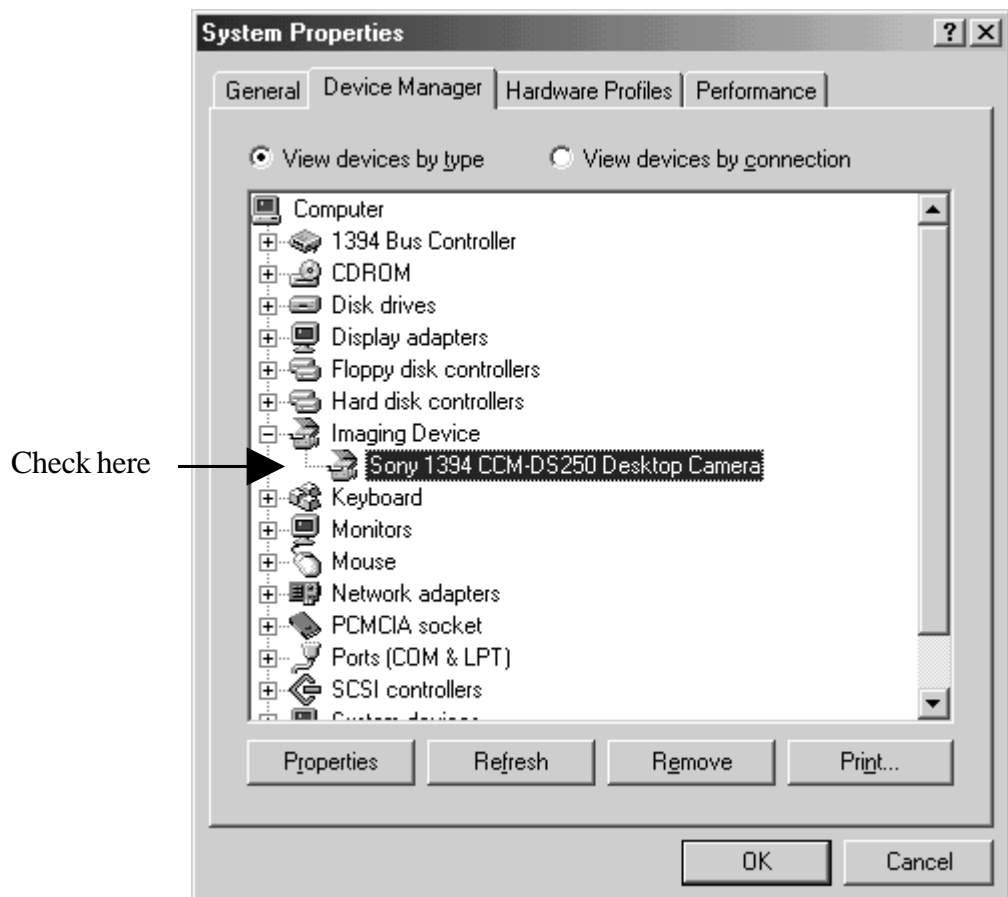 System Properties
General Device Manager Hardware Profiles Performance
View devices by type View devices by connection
Computer
1394 Bus Controller
CDROM
Disk drives
Display adapters
Floppy disk controllers
Hard disk controllers
Imaging Device
Check here Sony 1394 CCM-DS250 Desktop Camera
Keyboard
Monitors
Mouse
Network adapters
PCMCIA socket
Ports (COM & LPT)
SCSI controllers
System devices
Properties Refresh Remove Print...
OK Cancel